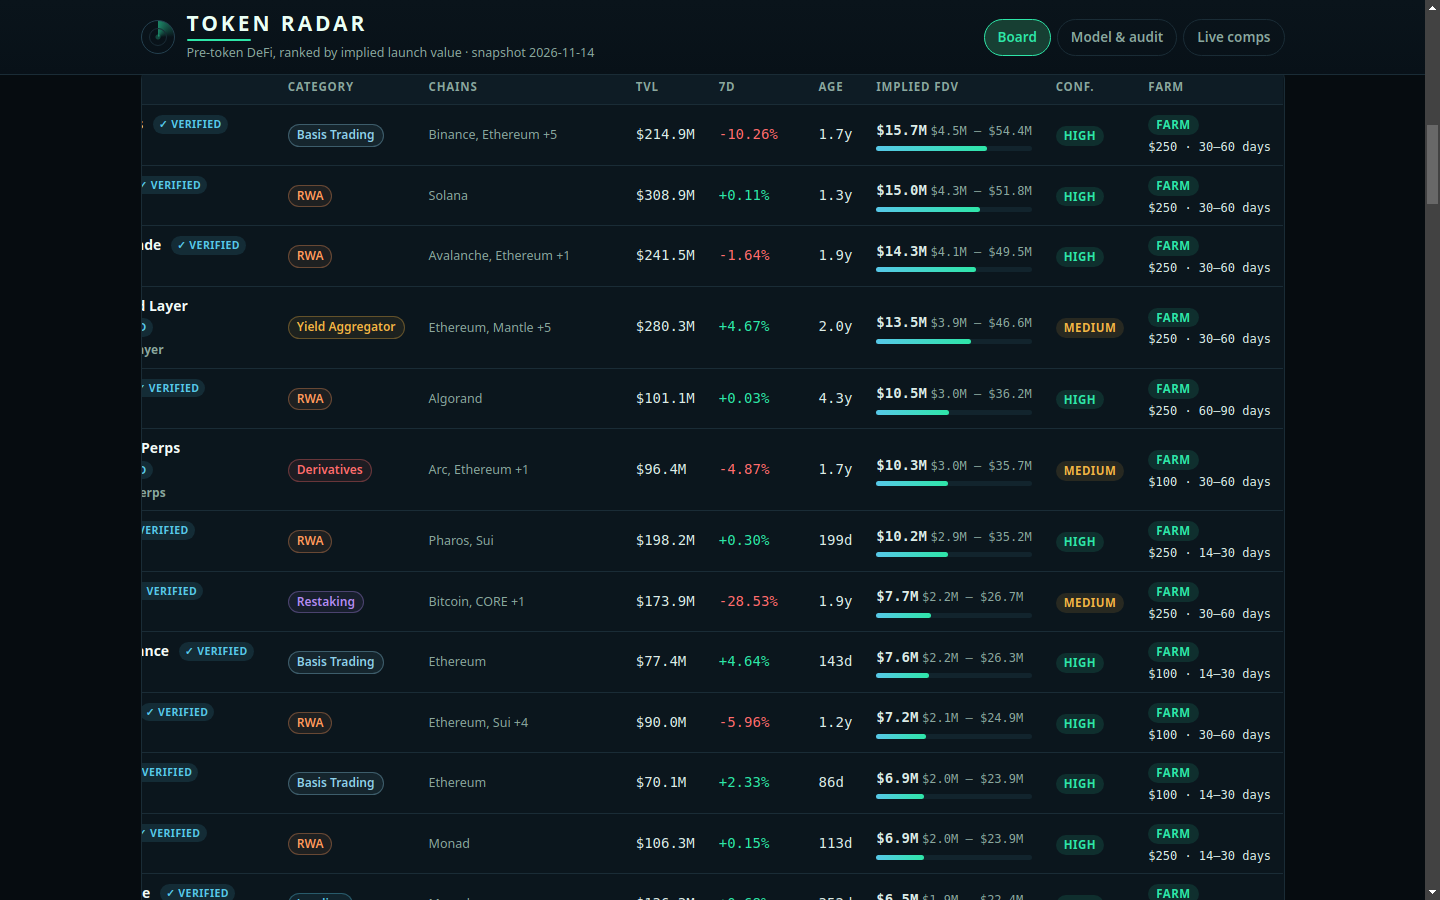 TOKEN RADAR
Pre-token DeFi, ranked by implied launch value · snapshot 2026-11-14
Board
Model & audit
Live comps
CATEGORY CHAINS TVL 7D AGE IMPLIED FDV CONF. FARM
✓ VERIFIED
Basis Trading Binance, Ethereum +5 $214.9M -10.26% 1.7y $15.7M $4.5M — $54.4M HIGH FARM
$250 · 30–60 days
✓ VERIFIED
RWA Solana $308.9M +0.11% 1.3y $15.0M $4.3M — $51.8M HIGH FARM
$250 · 30–60 days
✓ VERIFIED
RWA Avalanche, Ethereum +1 $241.5M -1.64% 1.9y $14.3M $4.1M — $49.5M HIGH FARM
$250 · 30–60 days
Layer
Yield Aggregator Ethereum, Mantle +5 $280.3M +4.67% 2.0y $13.5M $3.9M — $46.6M MEDIUM FARM
$250 · 30–60 days
✓ VERIFIED
RWA Algorand $101.1M +0.03% 4.3y $10.5M $3.0M — $36.2M HIGH FARM
$250 · 60–90 days
Perps
Derivatives Arc, Ethereum +1 $96.4M -4.87% 1.7y $10.3M $3.0M — $35.7M MEDIUM FARM
$100 · 30–60 days
VERIFIED
RWA Pharos, Sui $198.2M +0.30% 199d $10.2M $2.9M — $35.2M HIGH FARM
$250 · 14–30 days
VERIFIED
Restaking Bitcoin, CORE +1 $173.9M -28.53% 1.9y $7.7M $2.2M — $26.7M MEDIUM FARM
$250 · 30–60 days
✓ VERIFIED
Basis Trading Ethereum $77.4M +4.64% 143d $7.6M $2.2M — $26.3M HIGH FARM
$100 · 14–30 days
✓ VERIFIED
RWA Ethereum, Sui +4 $90.0M -5.96% 1.2y $7.2M $2.1M — $24.9M HIGH FARM
$100 · 30–60 days
VERIFIED
Basis Trading Ethereum $70.1M +2.33% 86d $6.9M $2.0M — $23.9M HIGH FARM
$100 · 14–30 days
✓ VERIFIED
RWA Monad $106.3M +0.15% 113d $6.9M $2.0M — $23.9M HIGH FARM
$250 · 14–30 days
✓ VERIFIED
FARM